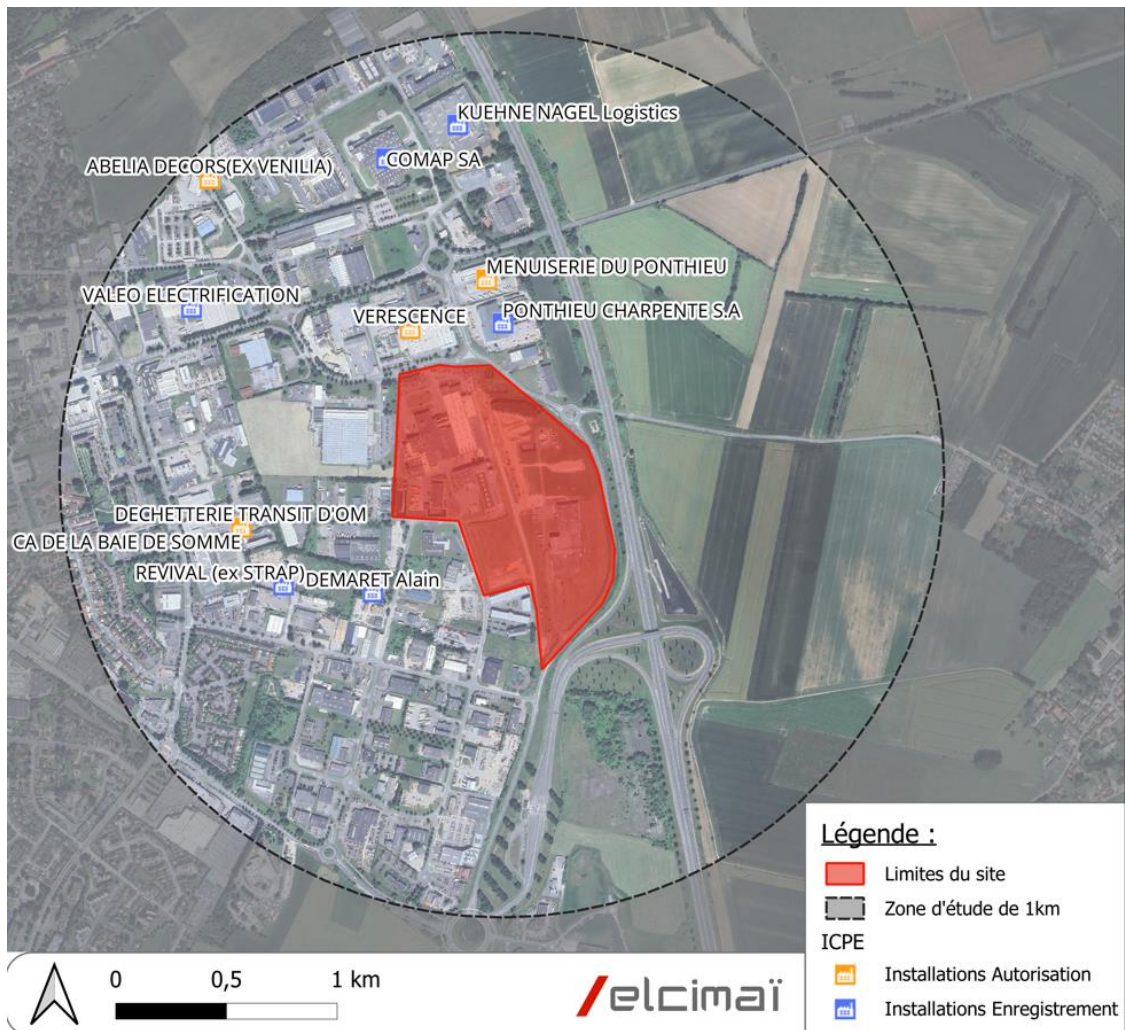 KUEHNE NAGEL Logistics
COMAP SA
ABELIA DECORS(EX VENILIA)
MENUISERIE DU PONTHIEU
VALEO ELECTRIFICATION
VERESCENCE
PONTHIEU CHARPENTE S.A
DECHETTERIE TRANSIT D'OM
CA DE LA BAIE DE SOMME
REVIVAL (ex STRAP)
DEMARET Alain
Légende :
Limites du site
Zone d'étude de 1km
ICPE
Installations Autorisation
Installations Enregistrement
0 0,5 1 km
elcimaï